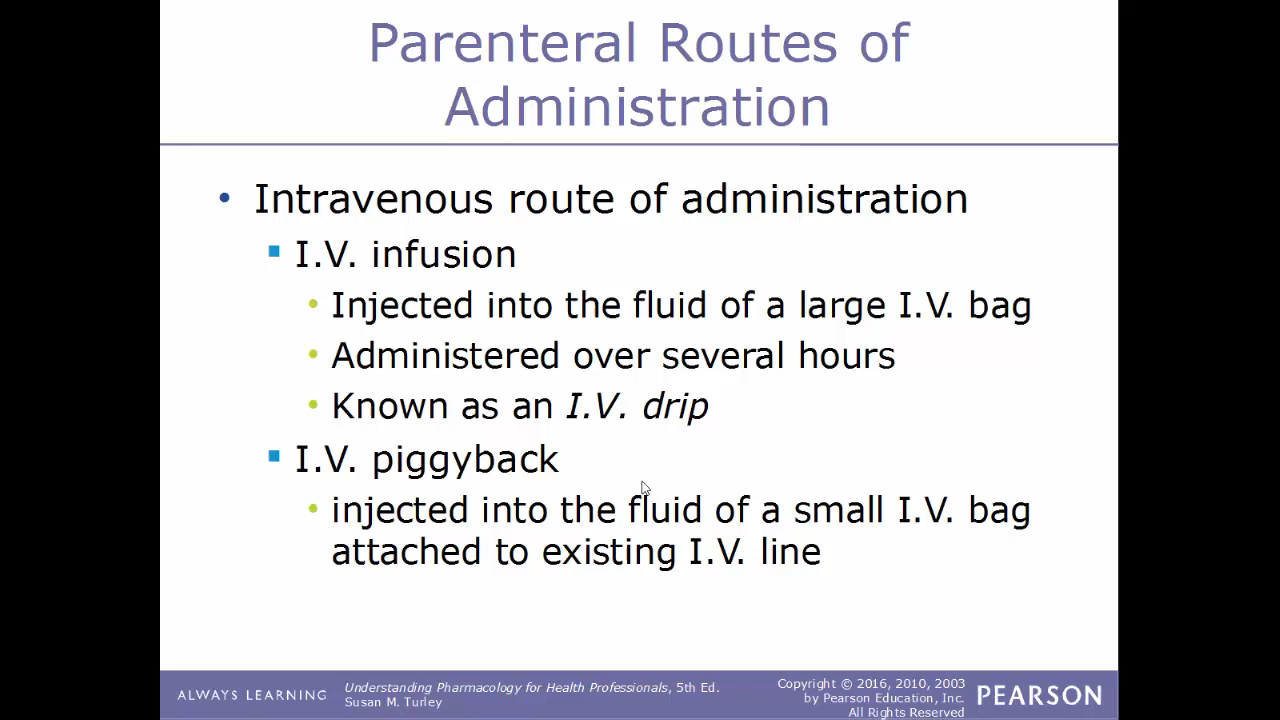 Parenteral Routes of
Administration
• Intravenous route of administration
▪ I.V. infusion
• Injected into the fluid of a large I.V. bag
• Administered over several hours
• Known as an I.V. drip
▪ I.V. piggyback
• injected into the fluid of a small I.V. bag
attached to existing I.V. line
ALWAYS LEARNING
Understanding Pharmacology for Health Professionals, 5th Ed.
Susan M. Turley
Copyright © 2016, 2010, 2003
by Pearson Education, Inc.
All Rights Reserved
PEARSON